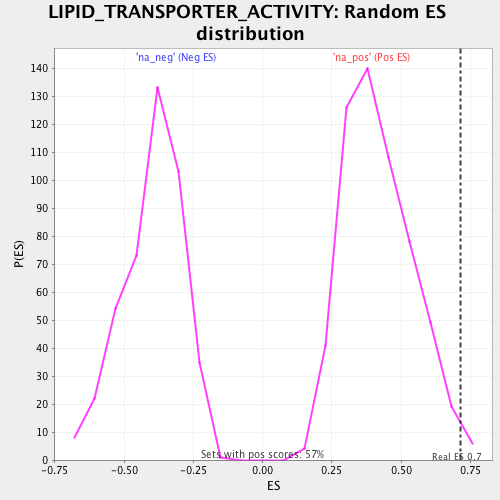 LIPID_TRANSPORTER_ACTIVITY: Random ES
distribution
'na_neg' (Neg ES)
'na_pos' (Pos ES)
140
130
120
110
100
90
80
70
60
50
40
30
20
10
0
P(ES)
Sets with pos scores: 57%
Real ES 0.7
-0.75 -0.50 -0.25 0.00 0.25 0.50 0.75
ES